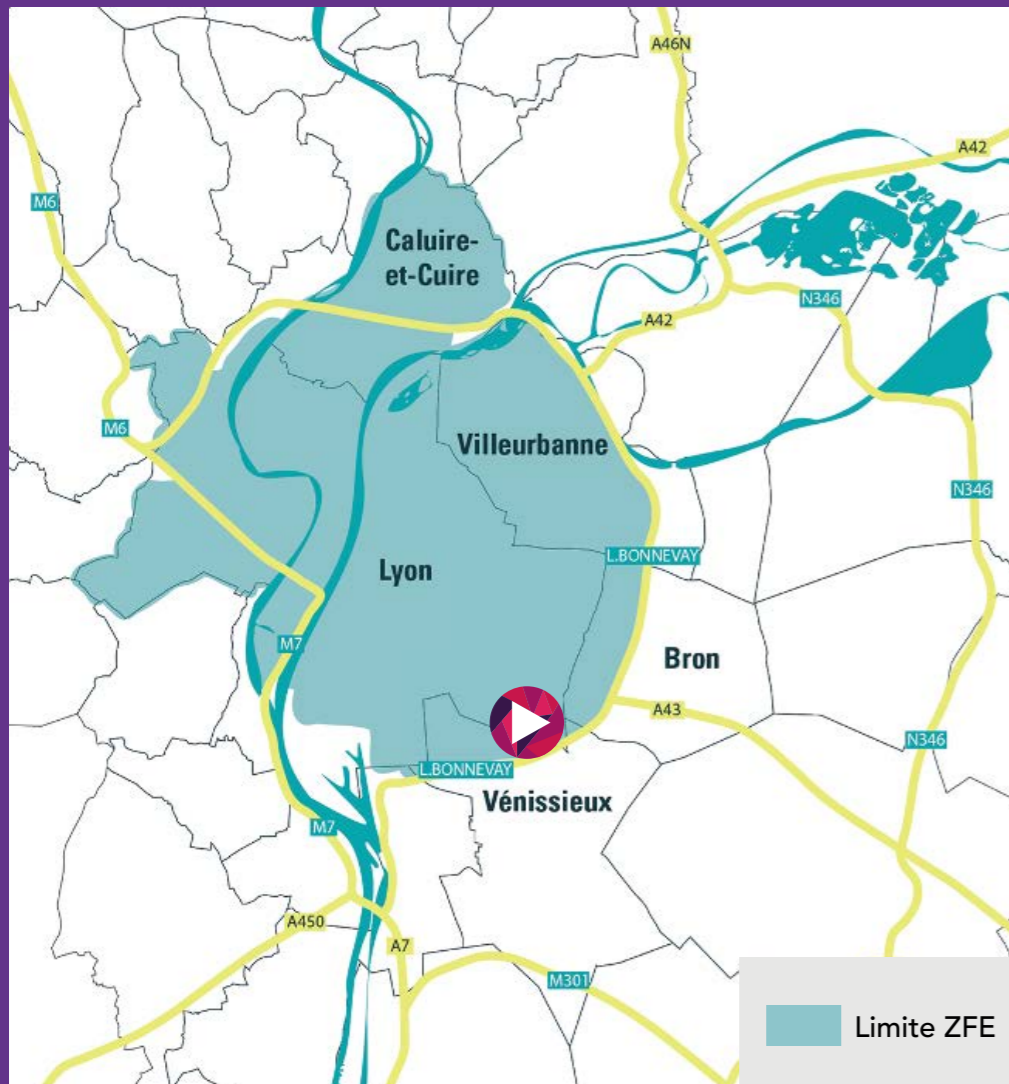 A46N
A42
M6
Caluire-
et-Cuire
N346
A42
M6
Villeurbanne
N346
L.BONNEVAY
Lyon
M7
Bron
A43
N346
L.BONNEVAY
Vénissieux
M7
A450
A7
M301
Limite ZFE